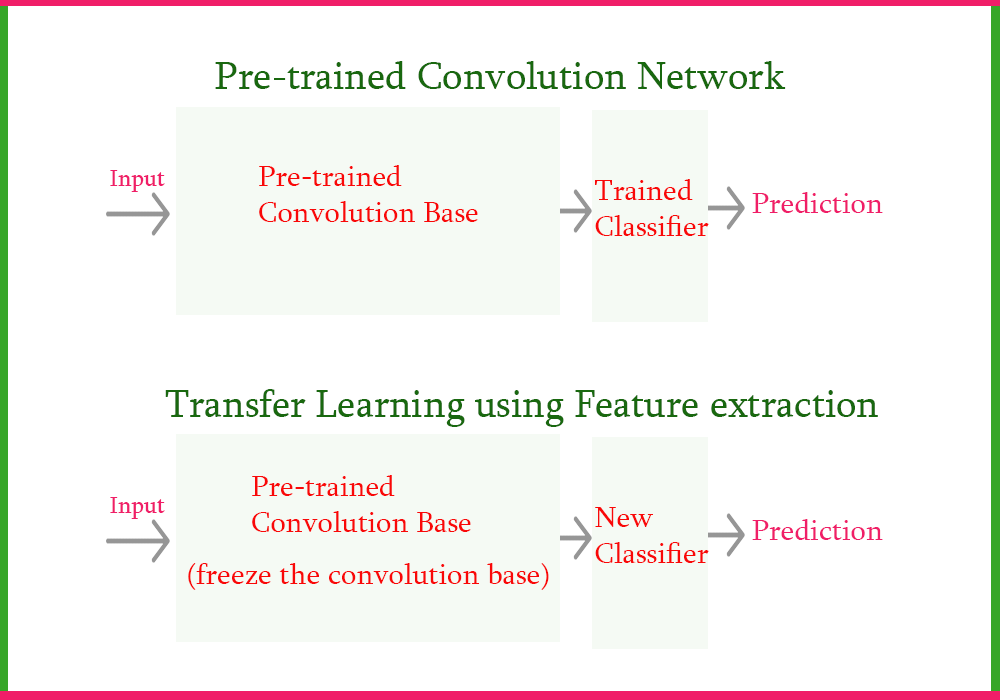 Pre-trained Convolution Network
Input
Pre-trained
Convolution Base
Trained
Classifier
Prediction
Transfer Learning using Feature extraction
Input
Pre-trained
Convolution Base
(freeze the convolution base)
New
Classifier
Prediction